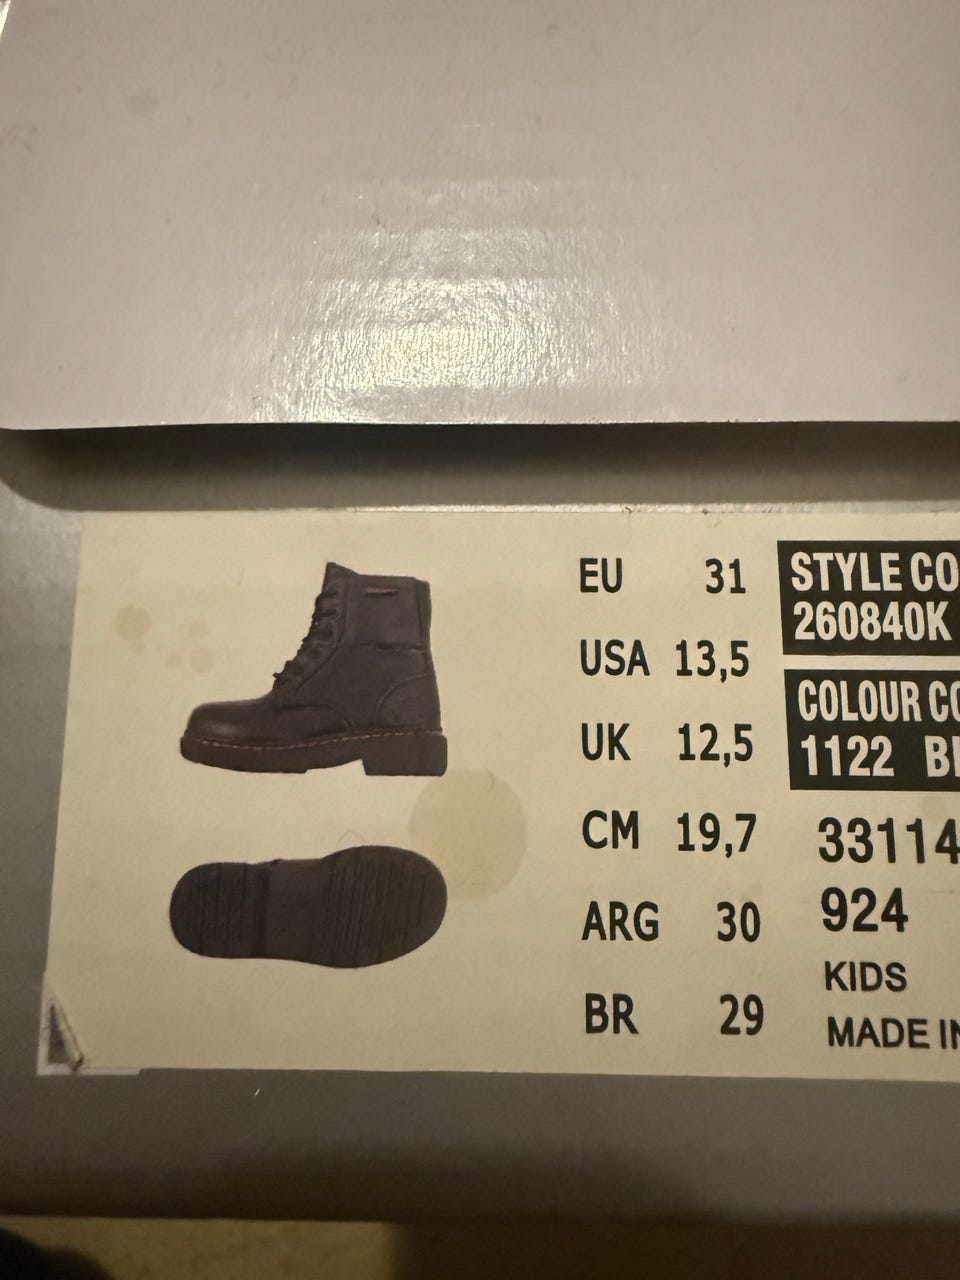 EU 31
USA 13,5
UK 12,5
CM 19,7
ARG 30
BR 29
STYLE CO
260840K
COLOUR CO
1122
33114
924
KIDS
MADE IN